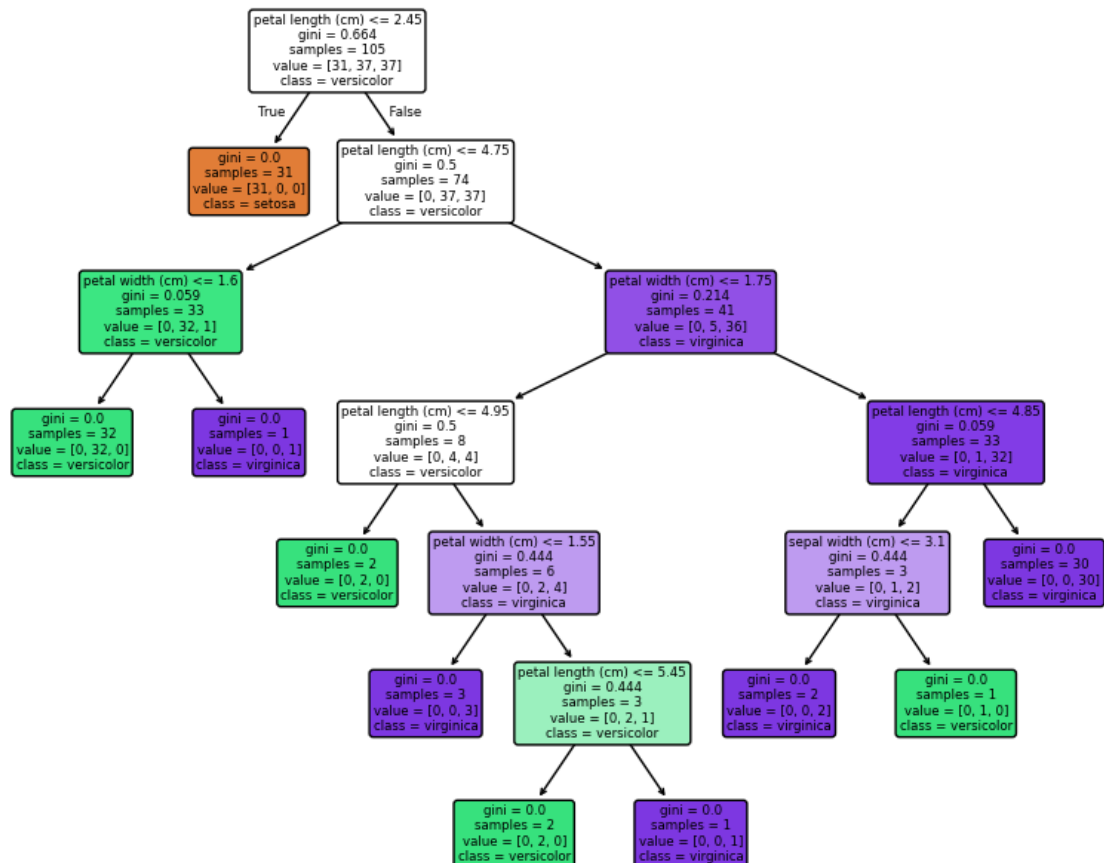 petal length (cm) <= 2.45
gini = 0.664
samples = 105
value = [31, 37, 37]
class = versicolor
True
False
gini = 0.0
samples = 31
value = [31, 0, 0]
class = setosa
petal length (cm) <= 4.75
gini = 0.5
samples = 74
value = [0, 37, 37]
class = versicolor
petal width (cm) <= 1.6
gini = 0.059
samples = 33
value = [0, 32, 1]
class = versicolor
petal width (cm) <= 1.75
gini = 0.214
samples = 41
value = [0, 5, 36]
class = virginica
gini = 0.0
samples = 32
value = [0, 32, 0]
class = versicolor
gini = 0.0
samples = 1
value = [0, 0, 1]
class = virginica
petal length (cm) <= 4.95
gini = 0.5
samples = 8
value = [0, 4, 4]
class = versicolor
petal length (cm) <= 4.85
gini = 0.059
samples = 33
value = [0, 1, 32]
class = virginica
gini = 0.0
samples = 2
value = [0, 2, 0]
class = versicolor
petal width (cm) <= 1.55
gini = 0.444
samples = 6
value = [0, 2, 4]
class = virginica
sepal width (cm) <= 3.1
gini = 0.444
samples = 3
value = [0, 1, 2]
class = virginica
gini = 0.0
samples = 30
value = [0, 0, 30]
class = virginica
gini = 0.0
samples = 3
value = [0, 0, 3]
class = virginica
petal length (cm) <= 5.45
gini = 0.444
samples = 3
value = [0, 2, 1]
class = versicolor
gini = 0.0
samples = 2
value = [0, 0, 2]
class = virginica
gini = 0.0
samples = 1
value = [0, 1, 0]
class = versicolor
gini = 0.0
samples = 2
value = [0, 2, 0]
class = versicolor
gini = 0.0
samples = 1
value = [0, 0, 1]
class = virginica